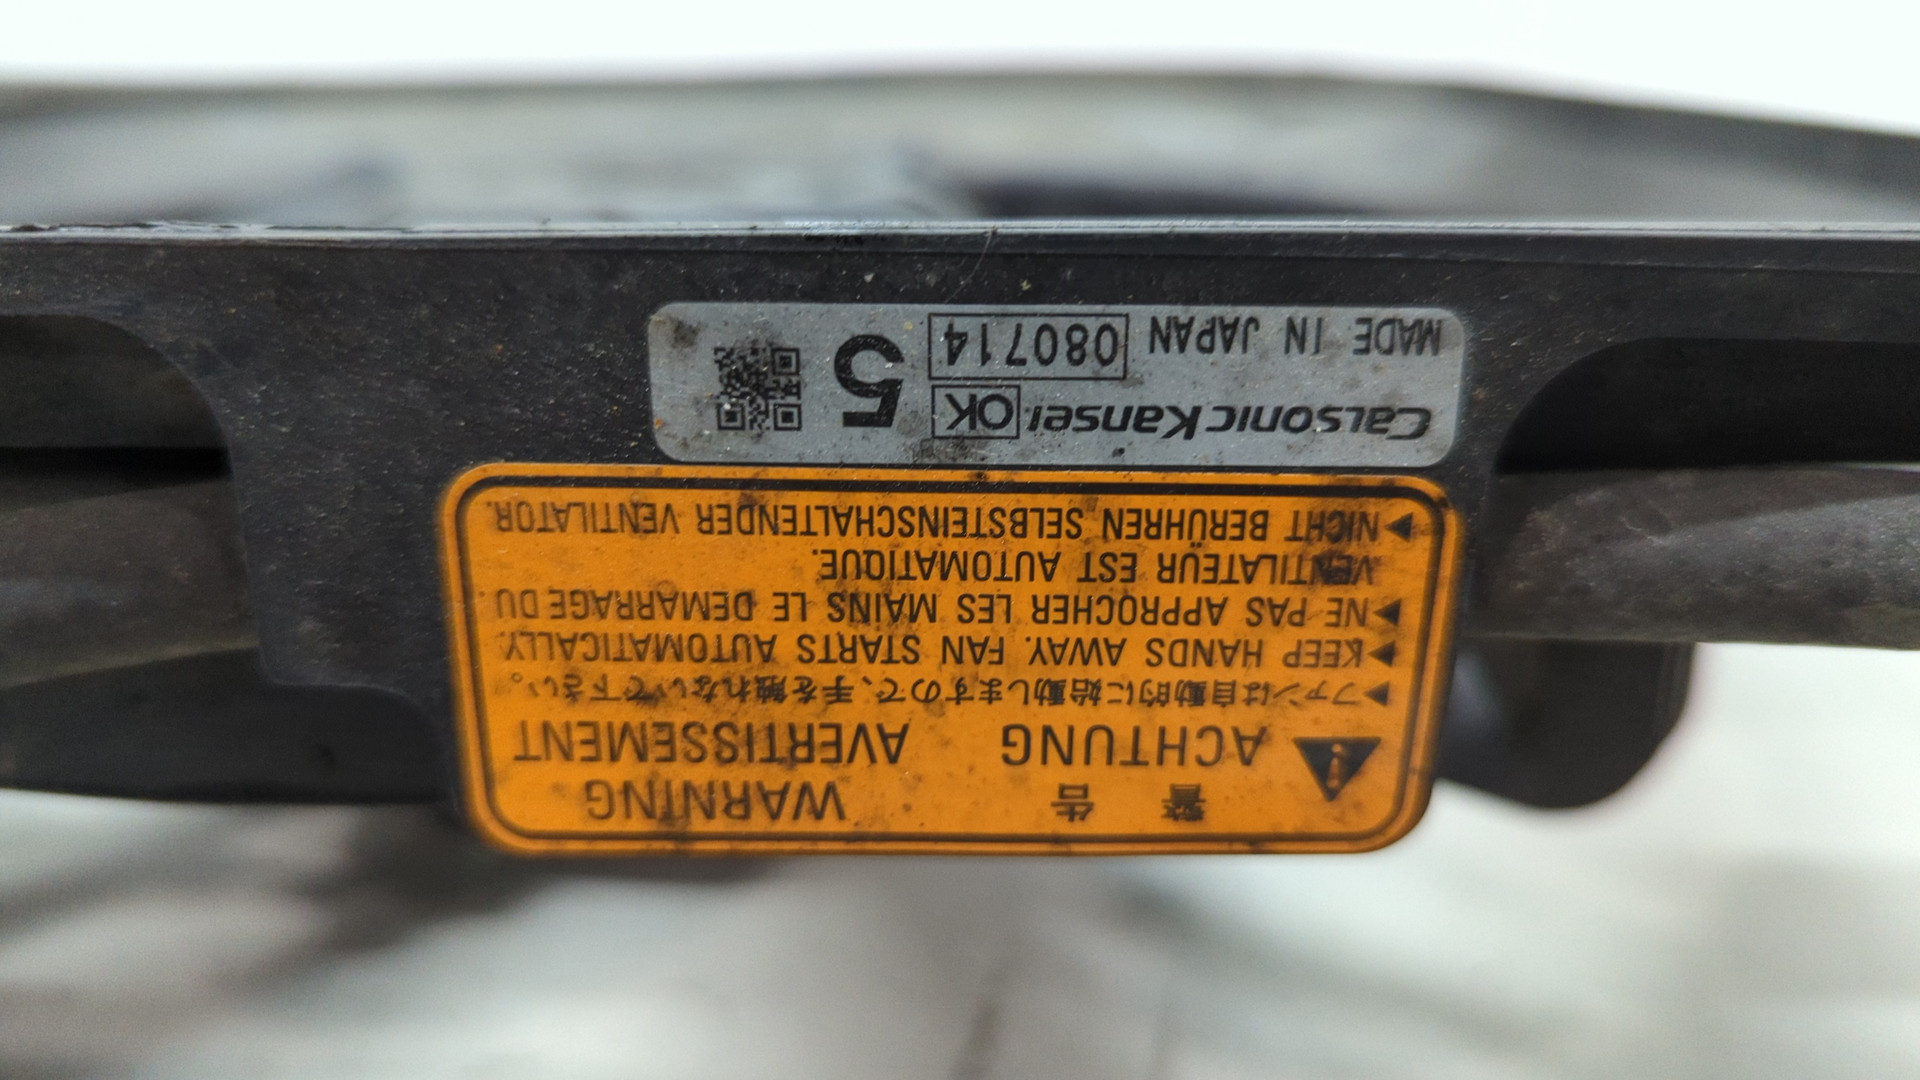 警 告 WARNING
ACHTUNG AVERTISSEMENT
▶ファンは自動的に始動しますので、手を触れないで下さい。
▶KEEP HANDS AWAY. FAN STARTS AUTOMATICALLY.
▶NE PAS APPROCHER LES MAINS LE DEMARRAGE DU
VENTILATEUR EST AUTOMATIQUE.
▶NICHT BERÜHREN SELBSTEINSCHALTENDER VENTILATOR.
CalsonicKansei OK 5
MADE IN JAPAN 080714